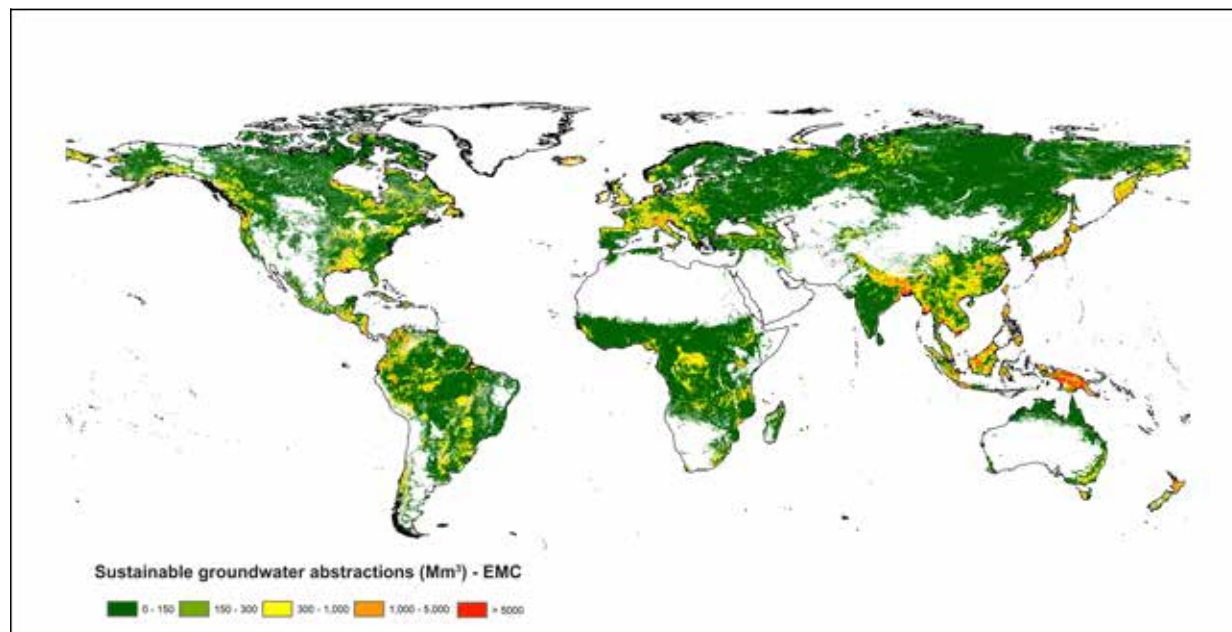 Sustainable groundwater abstractions (Mm³) - EMC
0 - 150 150 - 300 300 - 1,000 1,000 - 5,000 > 5000